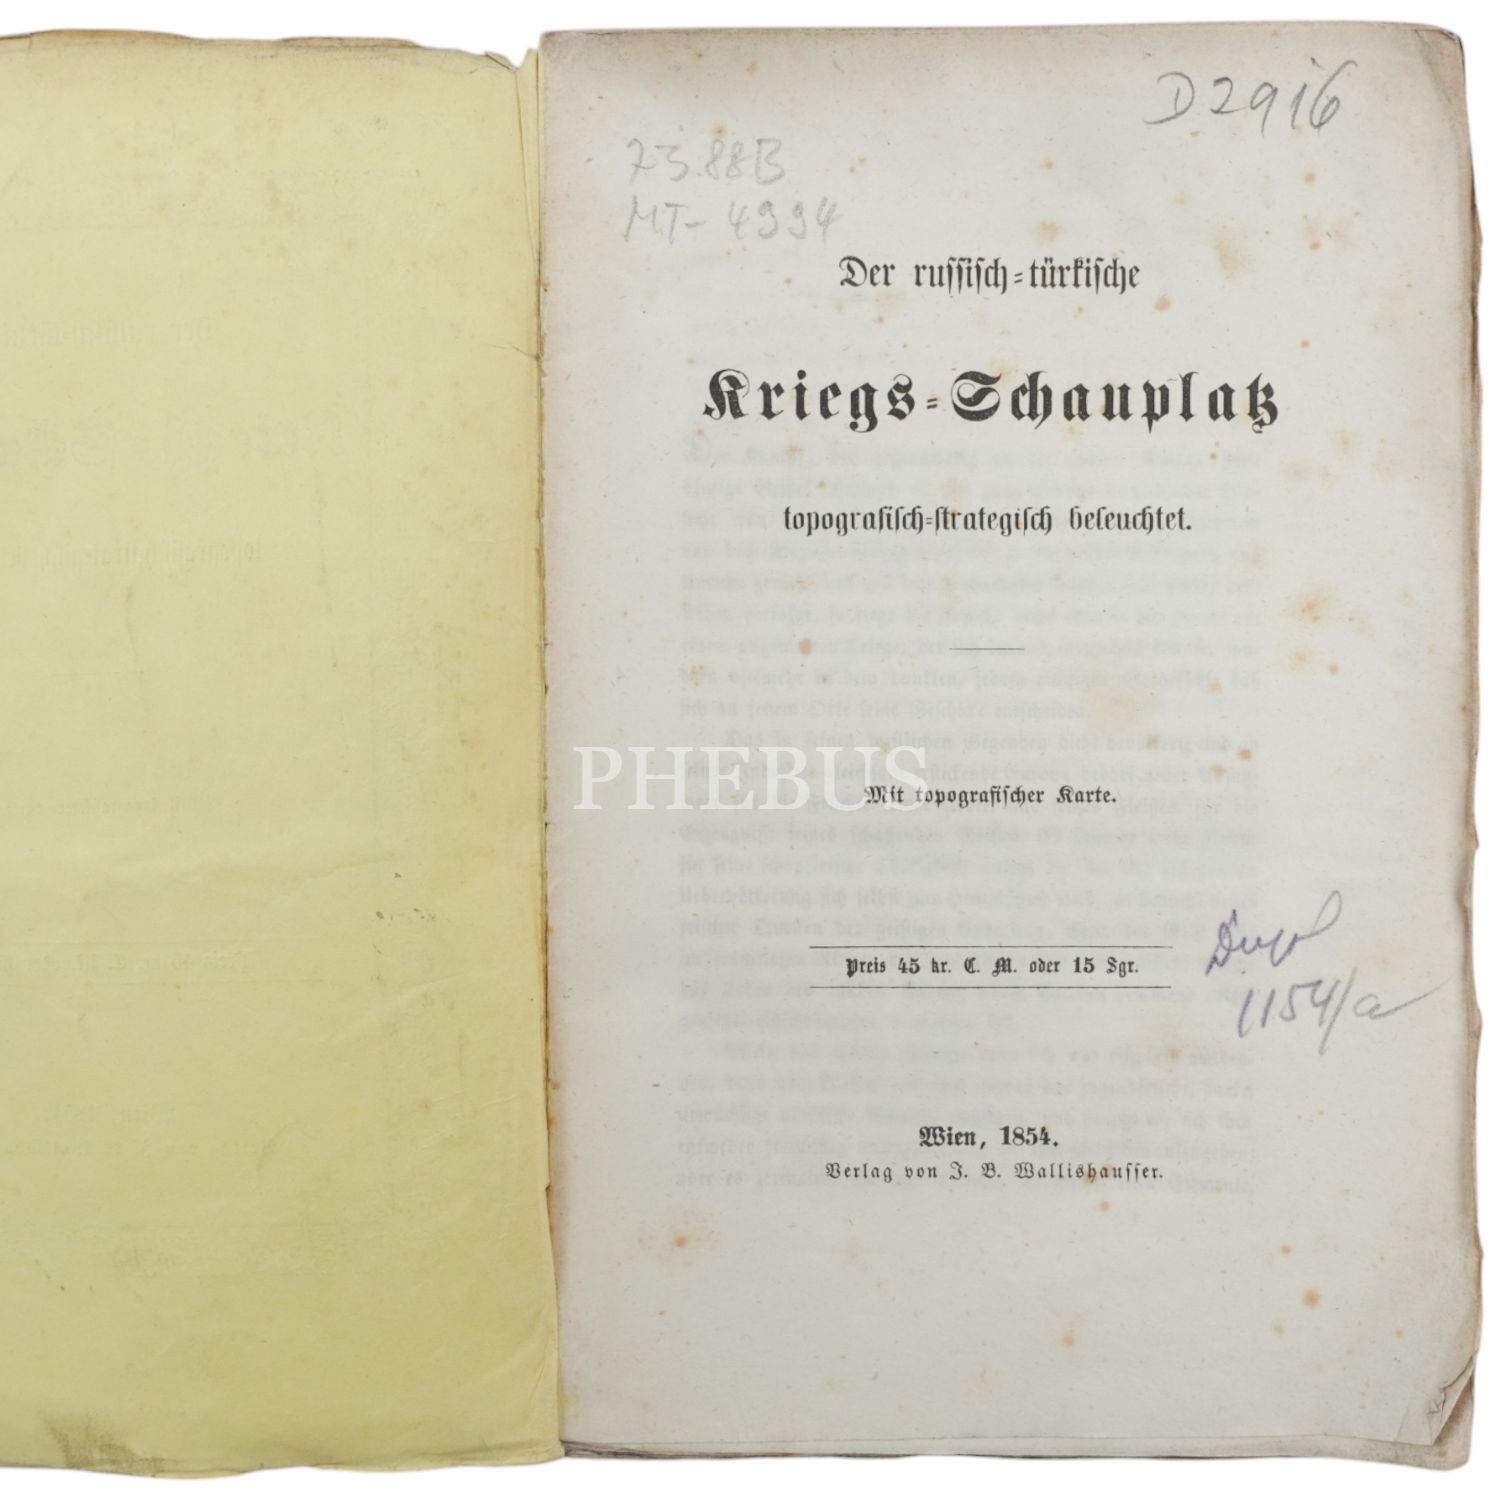 D 2916
73.88B
MT-4994
Der russisch-türkische
Kriegs-Schauplatz
topografisch-strategisch beleuchtet.
PHEBUS
Mit topografischer Karte.
Preis 45 kr. C. M. oder 15 Sgr.
1154/a
Wien, 1854.
Verlag von J. B. Wallishausser.